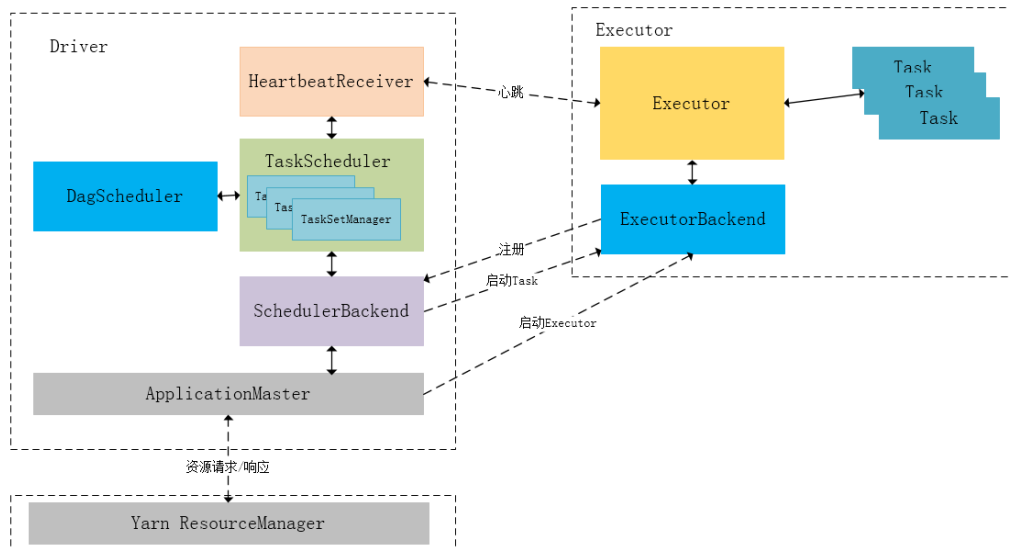 Driver
Executor
HeartbeatReceiver
心跳
Executor
Task
Task
Task
TaskScheduler
DagScheduler
TaskSetManager
ExecutorBackend
注册
启动Task
SchedulerBackend
启动Executor
ApplicationMaster
资源请求/响应
Yarn ResourceManager